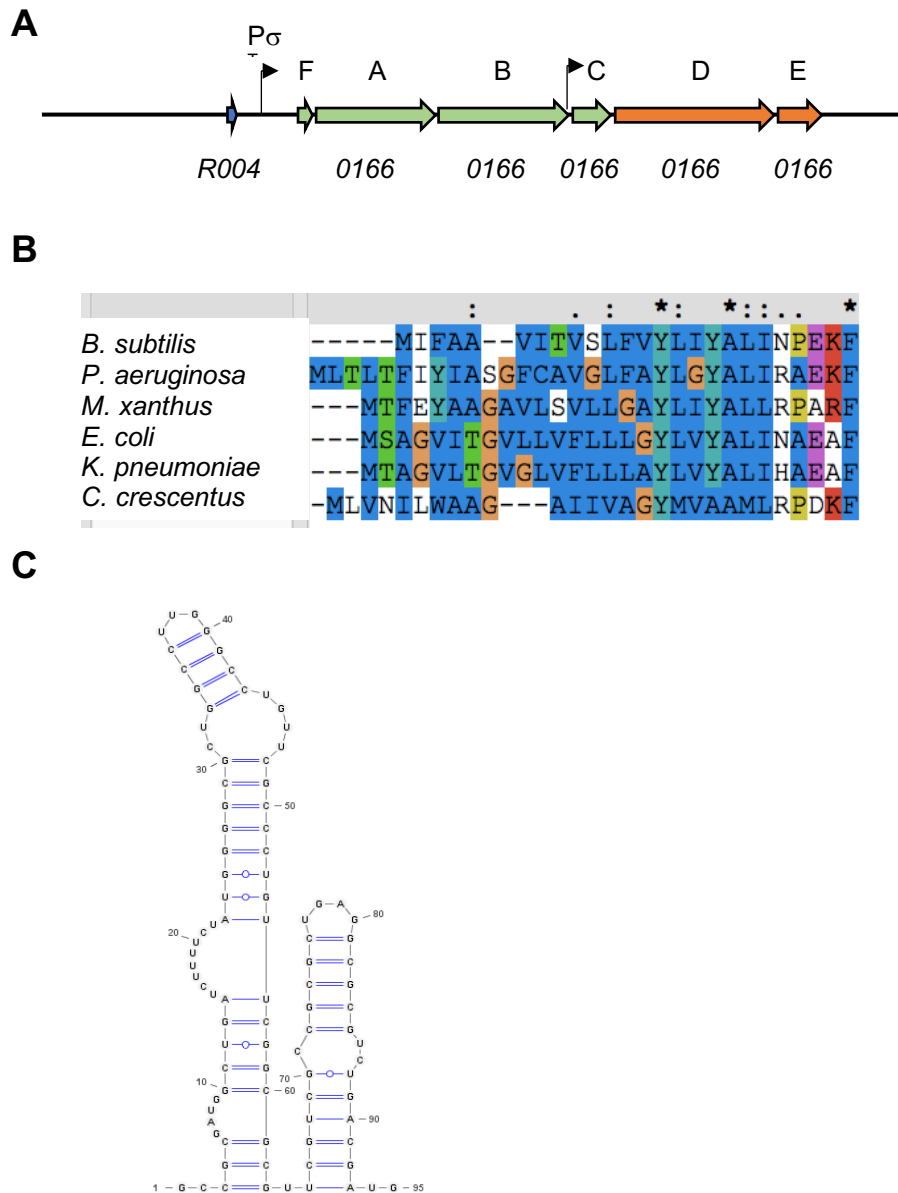 A
Pσ
F A B C D E
R004 0166 0166 0166 0166 0166
B
: . : *: *::.. *
B. subtilis -----MIFAA--VITVSLFVYLIYALINPEKF
P. aeruginosa MLTLTFIYIASGFCAVGLFAYLGYALIRAEKF
M. xanthus ---MTFEYAAGAVLSVLLGAYLIYALLRPARF
E. coli ---MSAGVITGVLLVFLLLGYLVYALINAEAF
K. pneumoniae ---MTAGVLTGVGLVFLLLAYLVYALIHAEAF
C. crescentus -MLVNILWAAG---AIIVAGYMVAAMLRPDKF
C
40
30
50
80
20
70
10
60
90
1 G C C G U U U A U G 95